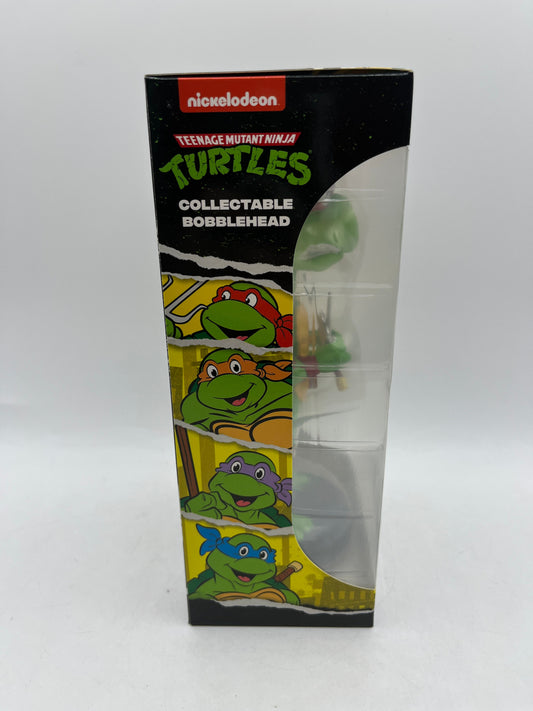 nickelodeon
TEENAGE MUTANT NINJA
TURTLES
COLLECTABLE
BOBBLEHEAD